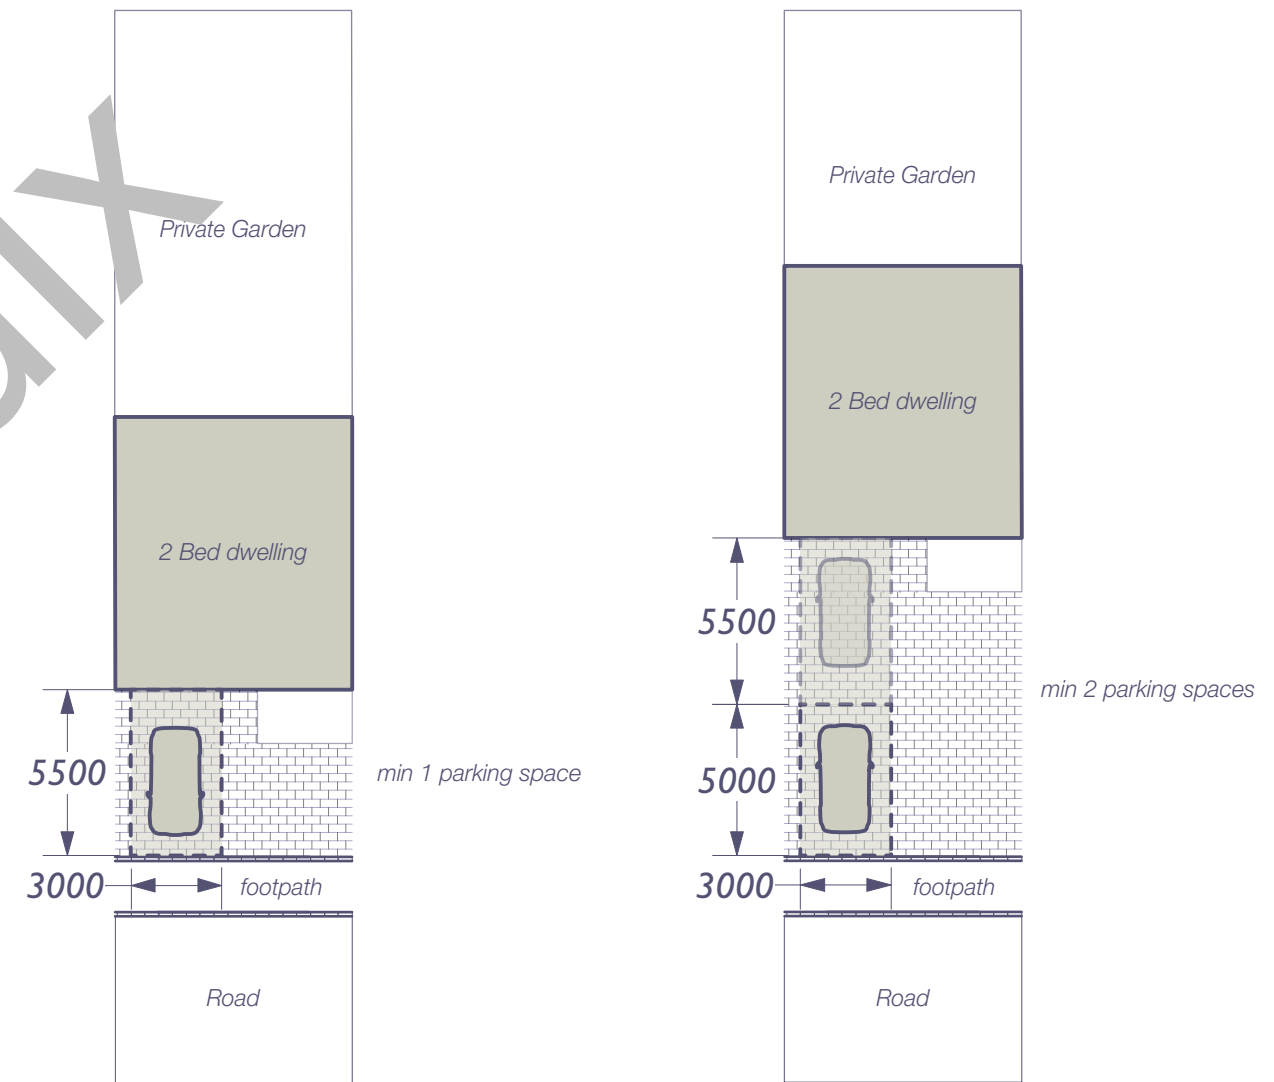 Private Garden
2 Bed dwelling
5500
min 1 parking space
3000
footpath
Road
Private Garden
2 Bed dwelling
5500
min 2 parking spaces
5000
3000
footpath
Road